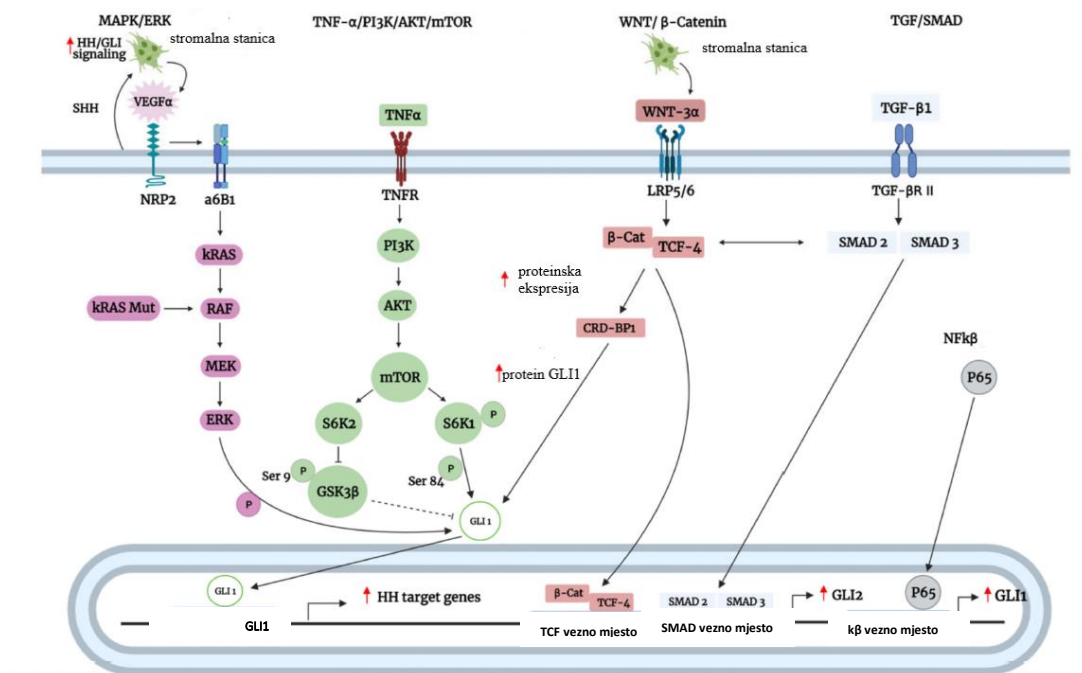 MAPK/ERK
TNF-α/PI3K/AKT/mTOR
WNT/ β-Catenin
TGF/SMAD
HH/GLI
signaling
stromalna stanica
stromalna stanica
SHH
VEGFα
TNFα
WNT-3α
TGF-β1
NRP2
a6B1
TNFR
LRP5/6
TGF-βR II
kRAS
PI3K
β-Cat
TCF-4
SMAD 2
SMAD 3
proteinska
ekspresija
kRAS Mut
RAF
AKT
CRD-BP1
NFkβ
MEK
mTOR
protein GLI1
P65
ERK
S6K2
S6K1
P
Ser 9
P
GSK3β
Ser 84
P
P
GLI 1
GLI 1
HH target genes
β-Cat
TCF-4
SMAD 2
SMAD 3
GLI2
P65
GLI1
GLI1
TCF vezno mjesto
SMAD vezno mjesto
kβ vezno mjesto